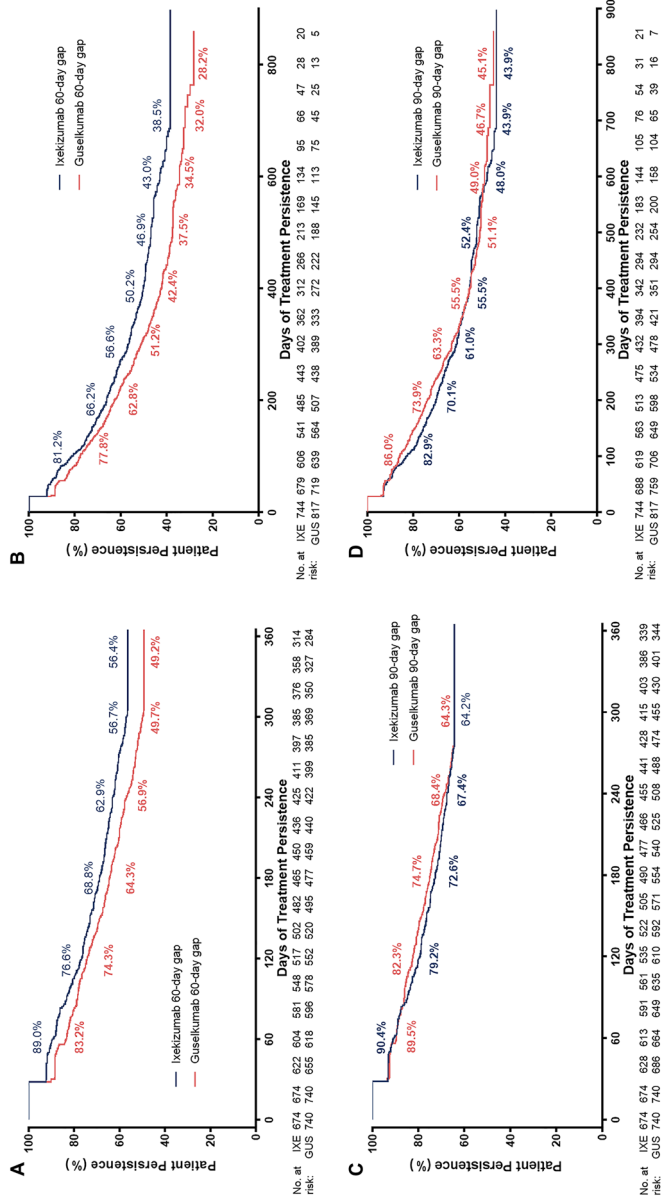 A
Patient Persistence (%)
100
80
60
40
20
0
89.0%
76.6%
68.8%
62.9%
56.7%
56.4%
83.2%
74.3%
64.3%
56.9%
49.7%
49.2%
Ixekizumab 60-day gap
Guselkumab 60-day gap
0 60 120 180 240 300 360
Days of Treatment Persistence
No. at risk:
IXE 674 674 622 604 581 548 517 502 482 465 450 436 425 411 397 385 376 358 314
GUS 740 740 655 618 596 578 552 520 495 477 459 440 422 399 385 369 350 327 284
B
Patient Persistence (%)
100
80
60
40
20
0
Ixekizumab 60-day gap
Guselkumab 60-day gap
81.2%
66.2%
56.6%
50.2%
46.9%
43.0%
38.5%
77.8%
62.8%
51.2%
42.4%
37.5%
34.5%
32.0%
28.2%
0 200 400 600 800
Days of Treatment Persistence
No. at risk:
IXE 744 679 606 541 485 443 402 362 312 266 213 169 134 95 66 47 28 20
GUS 817 719 639 564 507 438 389 333 272 222 188 145 113 75 45 25 13 5
C
Patient Persistence (%)
100
80
60
40
20
0
Ixekizumab 90-day gap
Guselkumab 90-day gap
90.4%
82.3%
74.7%
68.4%
64.3%
89.5%
79.2%
72.6%
67.4%
64.2%
0 60 120 180 240 300 360
Days of Treatment Persistence
No. at risk:
IXE 674 674 628 613 591 561 535 522 505 490 477 466 455 441 428 415 403 386 339
GUS 740 740 686 664 649 635 610 592 571 554 540 525 508 488 474 455 430 401 344
D
Patient Persistence (%)
100
80
60
40
20
0
Ixekizumab 90-day gap
Guselkumab 90-day gap
86.0%
73.9%
63.3%
55.5%
52.4%
49.0%
46.7%
45.1%
82.9%
70.1%
61.0%
55.5%
51.1%
48.0%
43.9%
43.9%
0 100 200 300 400 500 600 700 800 900
Days of Treatment Persistence
No. at risk:
IXE 744 688 619 563 513 475 432 394 342 294 232 183 144 105 76 54 31 21
GUS 817 759 706 649 598 534 478 421 351 294 254 200 158 104 65 39 16 7